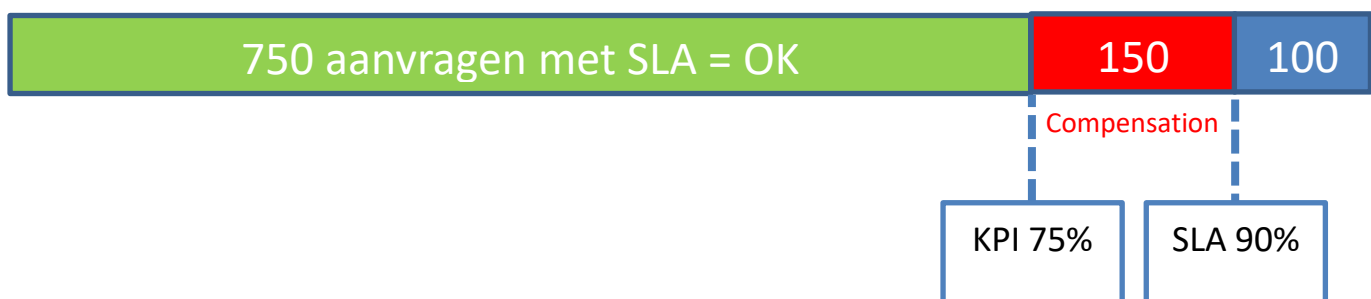 750 aanvragen met SLA = OK
150
100
Compensation
KPI 75%
SLA 90%